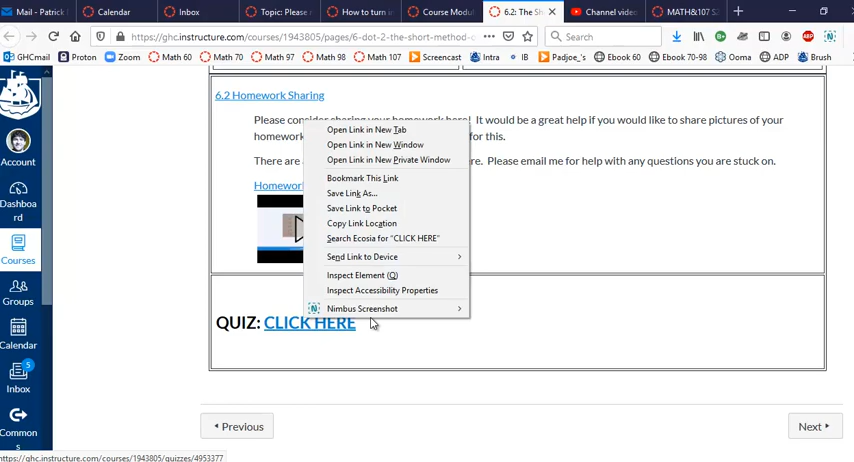 Mail - Patrick
Calendar
Inbox
Topic: Please
How to turn
Course Modul
6.2: The Sh
Channel video
MATH&107 S
https://ghc.instructure.com/courses/1943805/pages/6-dot-2-the-short-method-
Search
GHCmail
Proton
Zoom
Math 60
Math 70
Math 97
Math 98
Math 107
Screencast
Intra
IB
Padjoe_'s
Ebook 60
Ebook 70-98
Ooma
ADP
Brush
6.2 Homework Sharing
Please consider sharing your homework here! It would be a great help if you would like to share pictures of your
homework for this.
There are Please email me for help with any questions you are stuck on.
Homework
Open Link in New Tab
Open Link in New Window
Open Link in New Private Window
Bookmark This Link
Save Link As...
Save Link to Pocket
Copy Link Location
Search Ecosia for "CLICK HERE"
Send Link to Device
Inspect Element (Q)
Inspect Accessibility Properties
N Nimbus Screenshot
QUIZ: CLICK HERE
Previous
Next
Account
Dashboa
rd
Courses
Groups
Calendar
5
Inbox
Common
s
https://ghc.instructure.com/courses/1943805/quizzes/4953377